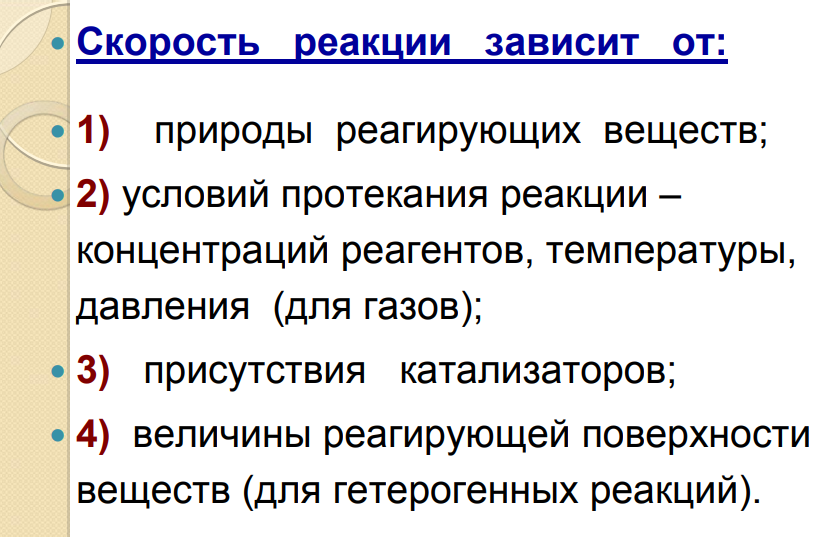 • Скорость реакции зависит от:
• 1) природы реагирующих веществ;
• 2) условий протекания реакции –
концентраций реагентов, температуры,
давления (для газов);
• 3) присутствия катализаторов;
• 4) величины реагирующей поверхности
веществ (для гетерогенных реакций).